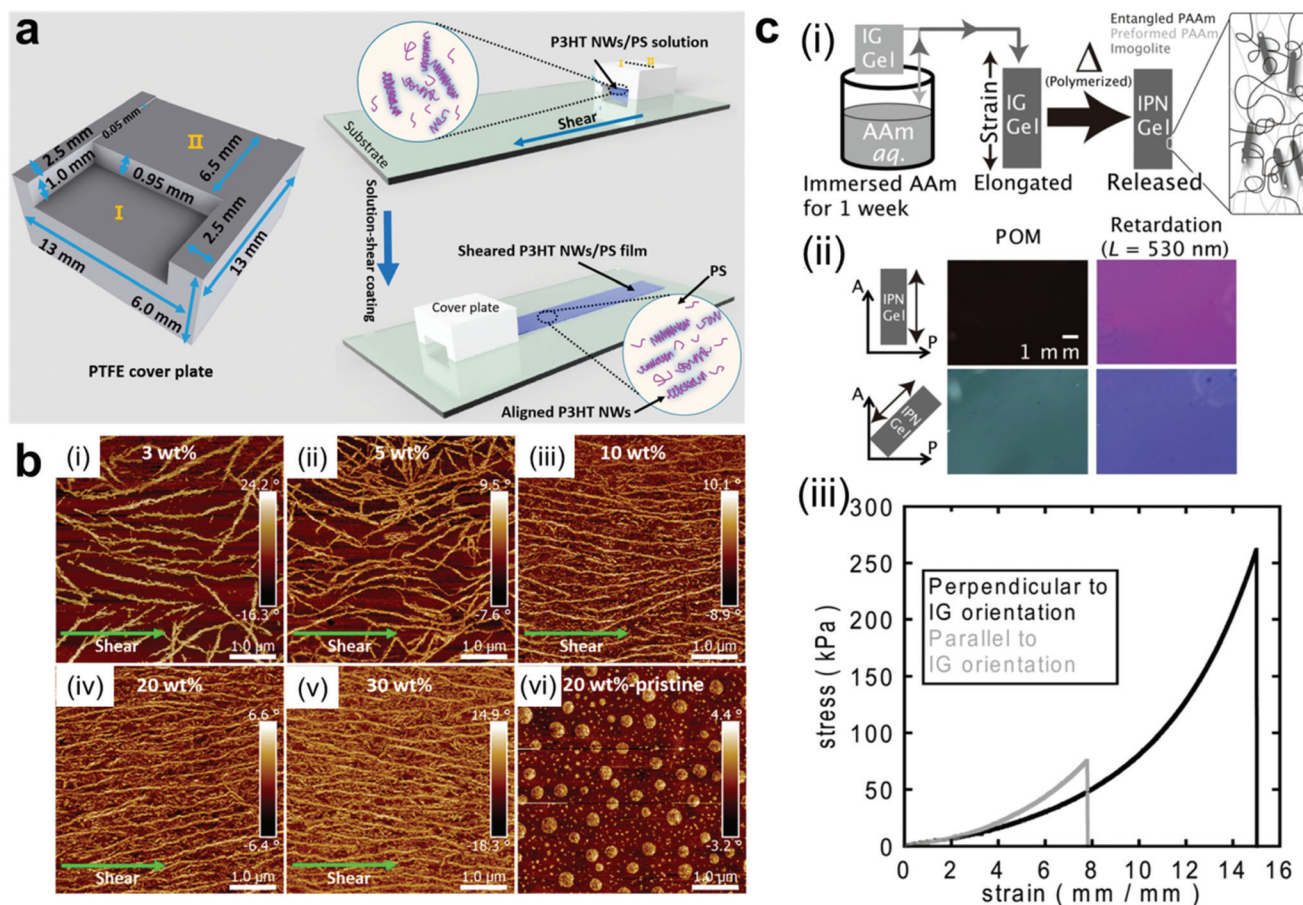 a
0.05 mm
2.5 mm
1.0 mm
II
6.5 mm
0.95 mm
I
2.5 mm
13 mm
13 mm
6.0 mm
PTFE cover plate
P3HT NWs/PS solution
I
II
Substrate
Shear
Solution-shear coating
Sheared P3HT NWs/PS film
PS
Cover plate
Aligned P3HT NWs
b
(i)
3 wt%
24.2 °
-16.3 °
Shear
1.0 μm
(ii)
5 wt%
9.5 °
-7.6 °
Shear
1.0 μm
(iii)
10 wt%
10.1 °
-8.9 °
Shear
1.0 μm
(iv)
20 wt%
6.6 °
-6.4 °
Shear
1.0 μm
(v)
30 wt%
14.9 °
-18.3 °
Shear
1.0 μm
(vi)
20 wt%-pristine
4.4 °
-3.2 °
1.0 μm
c
(i)
IG
Gel
AAm
aq.
Immersed AAm
for 1 week
Strain
IG
Gel
Elongated
Δ
(Polymerized)
IPN
Gel
Released
Entangled PAAm
Preformed PAAm
Imogolite
(ii)
POM
Retardation
(L = 530 nm)
A
IPN
Gel
P
1 mm
A
IPN
Gel
P
(iii)
300
250
200
150
100
50
0
stress ( kPa )
Perpendicular to
IG orientation
Parallel to
IG orientation
0 2 4 6 8 10 12 14 16
strain ( mm / mm )